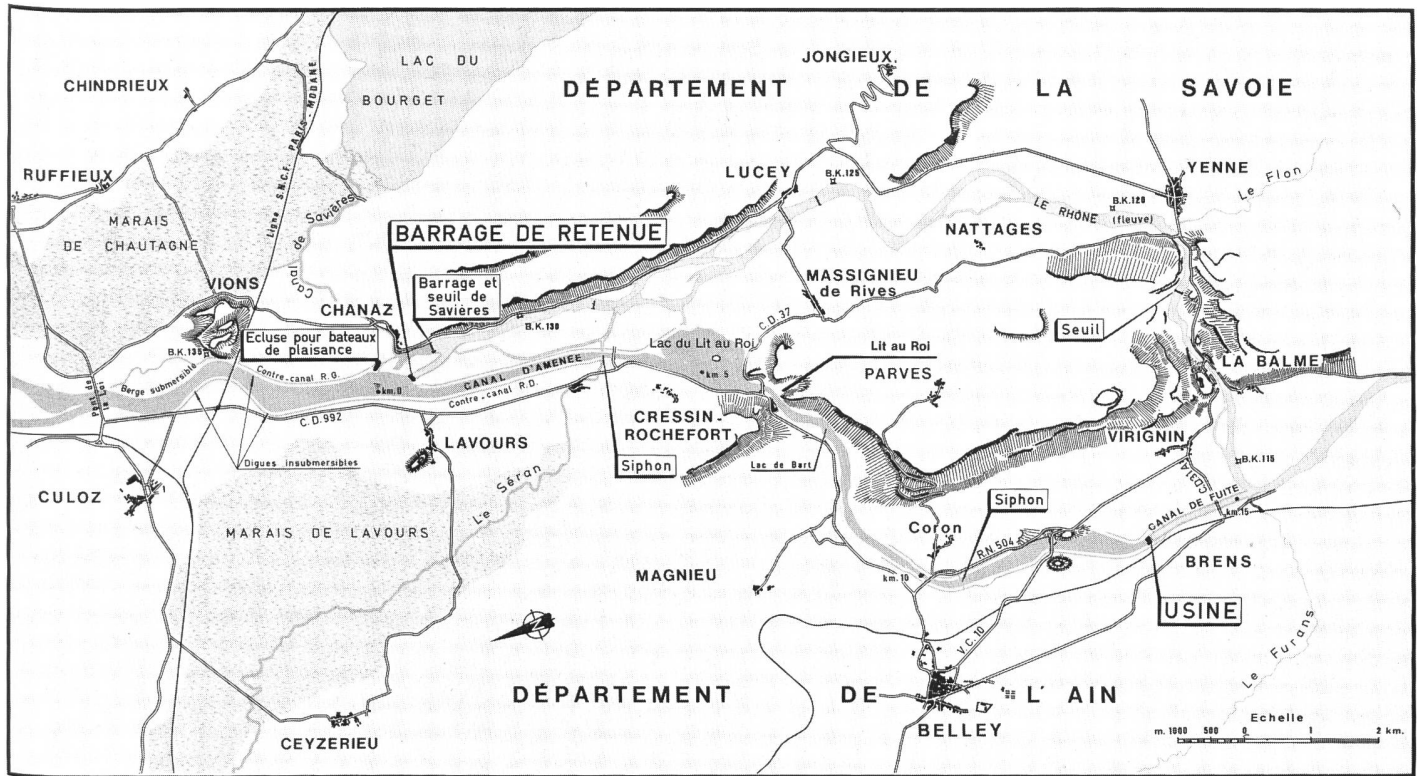 LAC DU
BOURGET
DÉPARTEMENT DE LA SAVOIE
JONGIEUX
CHINDRIEUX
Ligne S.N.C.F. PARIS-MODANE
RUFFIEUX
MARAIS
DE CHAUTAGNE
Canal de Savières
LUCEY
B.K.125
YENNE
Le Flon
LE RHÔNE
B.K.120
(fleuve)
NATTAGES
BARRAGE DE RETENUE
Barrage et
seuil de
Savières
VIONS
CHANAZ
MASSIGNIEU
de Rives
C.D.37
B.K.130
Seuil
Ecluse pour bateaux
de plaisance
B.K.135
Lac du Lit au Roi
Lit au Roi
LA BALME
Pont de La Loi
Berge submersible
Contre-canal R.G.
km.0
CANAL D'AMENÉE
km 5
PARVES
Contre-canal R.D.
C.D.992
CRESSIN-
ROCHEFORT
LAVOURS
VIRIGNIN
Digues insubmersibles
Siphon
Lac de Bart
B.K.115
CULOZ
Le Séran
Siphon
CANAL DE FUITE
km.15
MARAIS DE LAVOURS
Coron
R.N.504
BRENS
MAGNIEU
km.10
USINE
V.C.10
Le Furans
DÉPARTEMENT DE L'AIN
BELLEY
CEYZERIEU
Echelle
m. 1000 500 0 1 2 km.